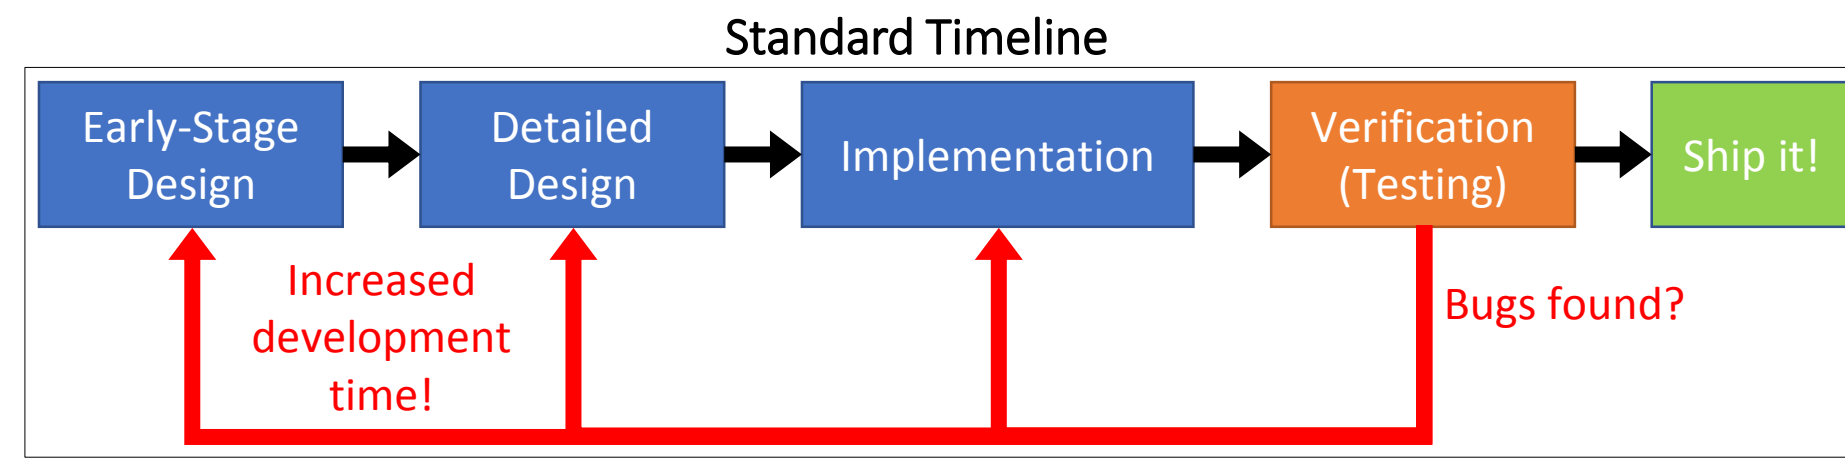 Standard Timeline
Early-Stage
Design
Detailed
Design
Implementation
Verification
(Testing)
Ship it!
Increased
development
time!
Bugs found?